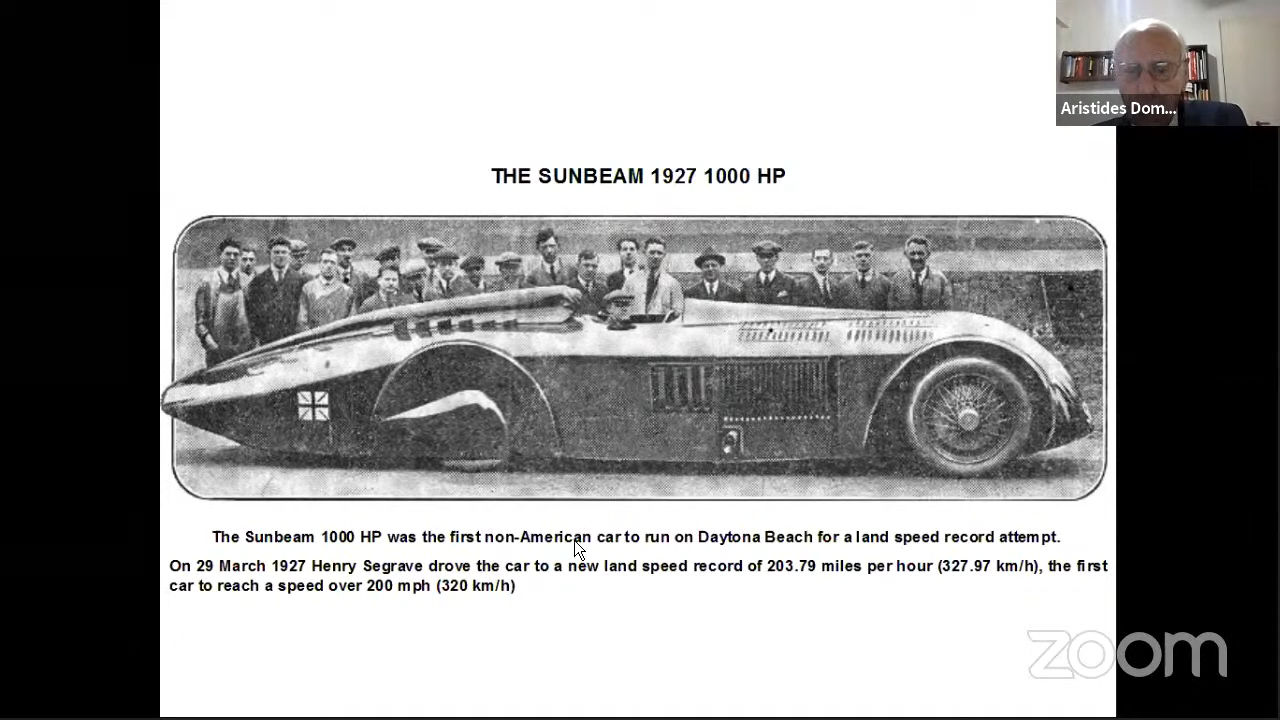 Aristides Dom...
THE SUNBEAM 1927 1000 HP
The Sunbeam 1000 HP was the first non-American car to run on Daytona Beach for a land speed record attempt.
On 29 March 1927 Henry Segrave drove the car to a new land speed record of 203.79 miles per hour (327.97 km/h), the first
car to reach a speed over 200 mph (320 km/h)
zoom